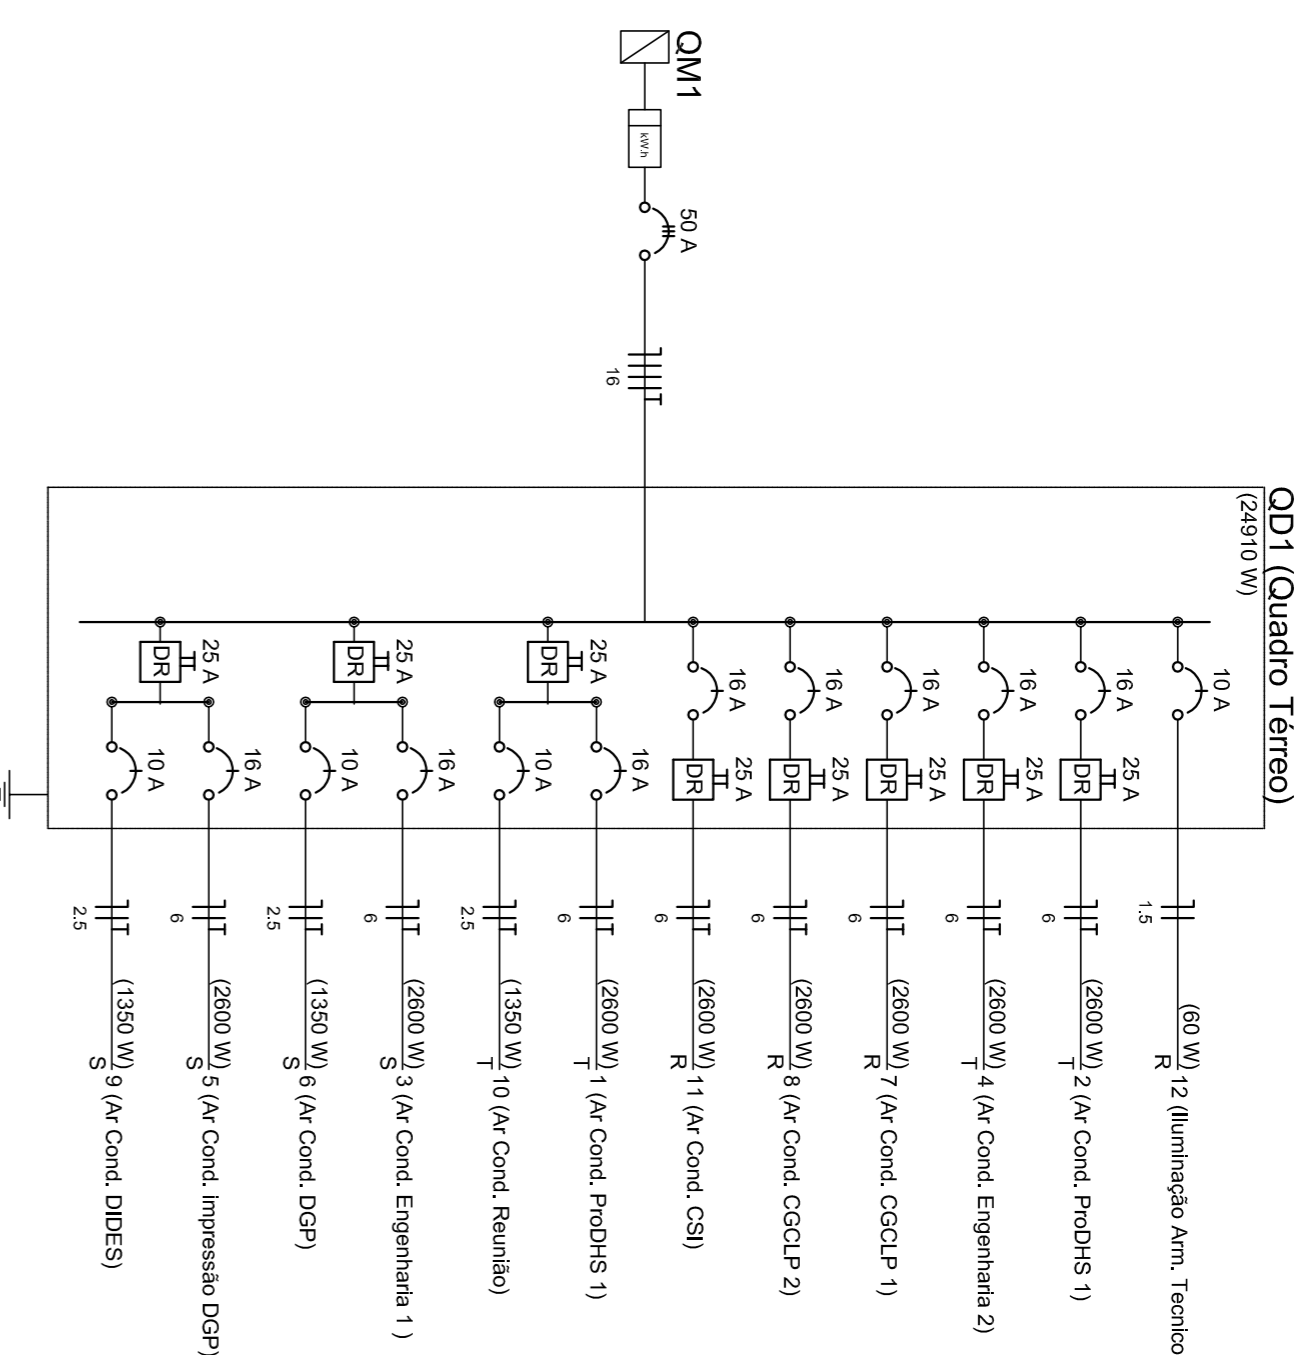 QM1
kW.h
50 A
16
QD1 (Quadro Térreo)
(24910 W)
10 A
1.5
(60 W)
R
12 (Iluminação Arm. Tecnico
16 A
DR
25 A
6
(2600 W)
T
2 (Ar Cond. ProDHS 1)
16 A
DR
25 A
6
(2600 W)
T
4 (Ar Cond. Engenharia 2)
16 A
DR
25 A
6
(2600 W)
R
7 (Ar Cond. CGCLP 1)
16 A
DR
25 A
6
(2600 W)
R
8 (Ar Cond. CGCLP 2)
16 A
DR
25 A
6
(2600 W)
R
11 (Ar Cond. CSI)
25 A
DR
16 A
6
(2600 W)
T
1 (Ar Cond. ProDHS 1)
10 A
2.5
(1350 W)
T
10 (Ar Cond. Reunião)
25 A
DR
16 A
6
(2600 W)
S
3 (Ar Cond. Engenharia 1 )
10 A
2.5
(1350 W)
S
6 (Ar Cond. DGP)
25 A
DR
16 A
6
(2600 W)
S
5 (Ar Cond. impressão DGP)
10 A
2.5
(1350 W)
S
9 (Ar Cond. DIDES)